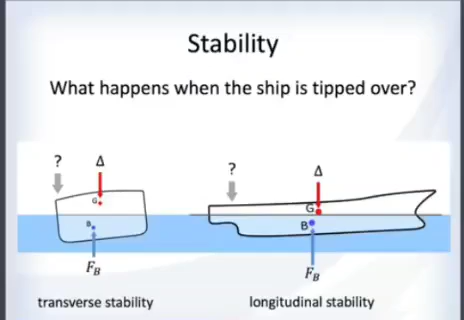 Stability
What happens when the ship is tipped over?
? Δ
? Δ
G
B
G
B
F_B
F_B
transverse stability
longitudinal stability